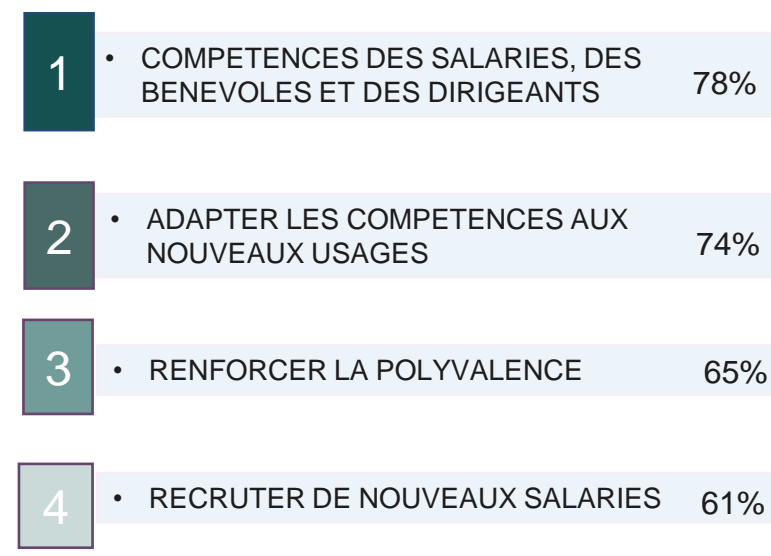 1
• COMPETENCES DES SALARIES, DES
BENEVOLES ET DES DIRIGEANTS
78%
2
• ADAPTER LES COMPETENCES AUX
NOUVEAUX USAGES
74%
3
• RENFORCER LA POLYVALENCE
65%
4
• RECRUTER DE NOUVEAUX SALARIES
61%